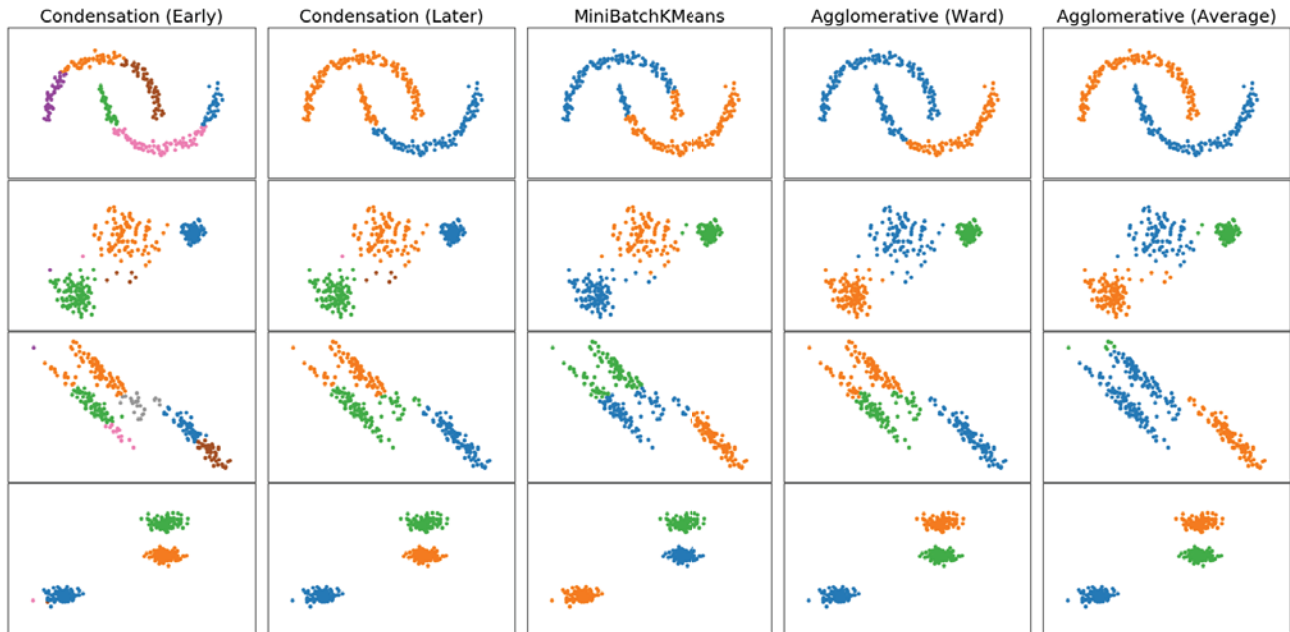 Condensation (Early)
Condensation (Later)
MiniBatchKMeans
Agglomerative (Ward)
Agglomerative (Average)